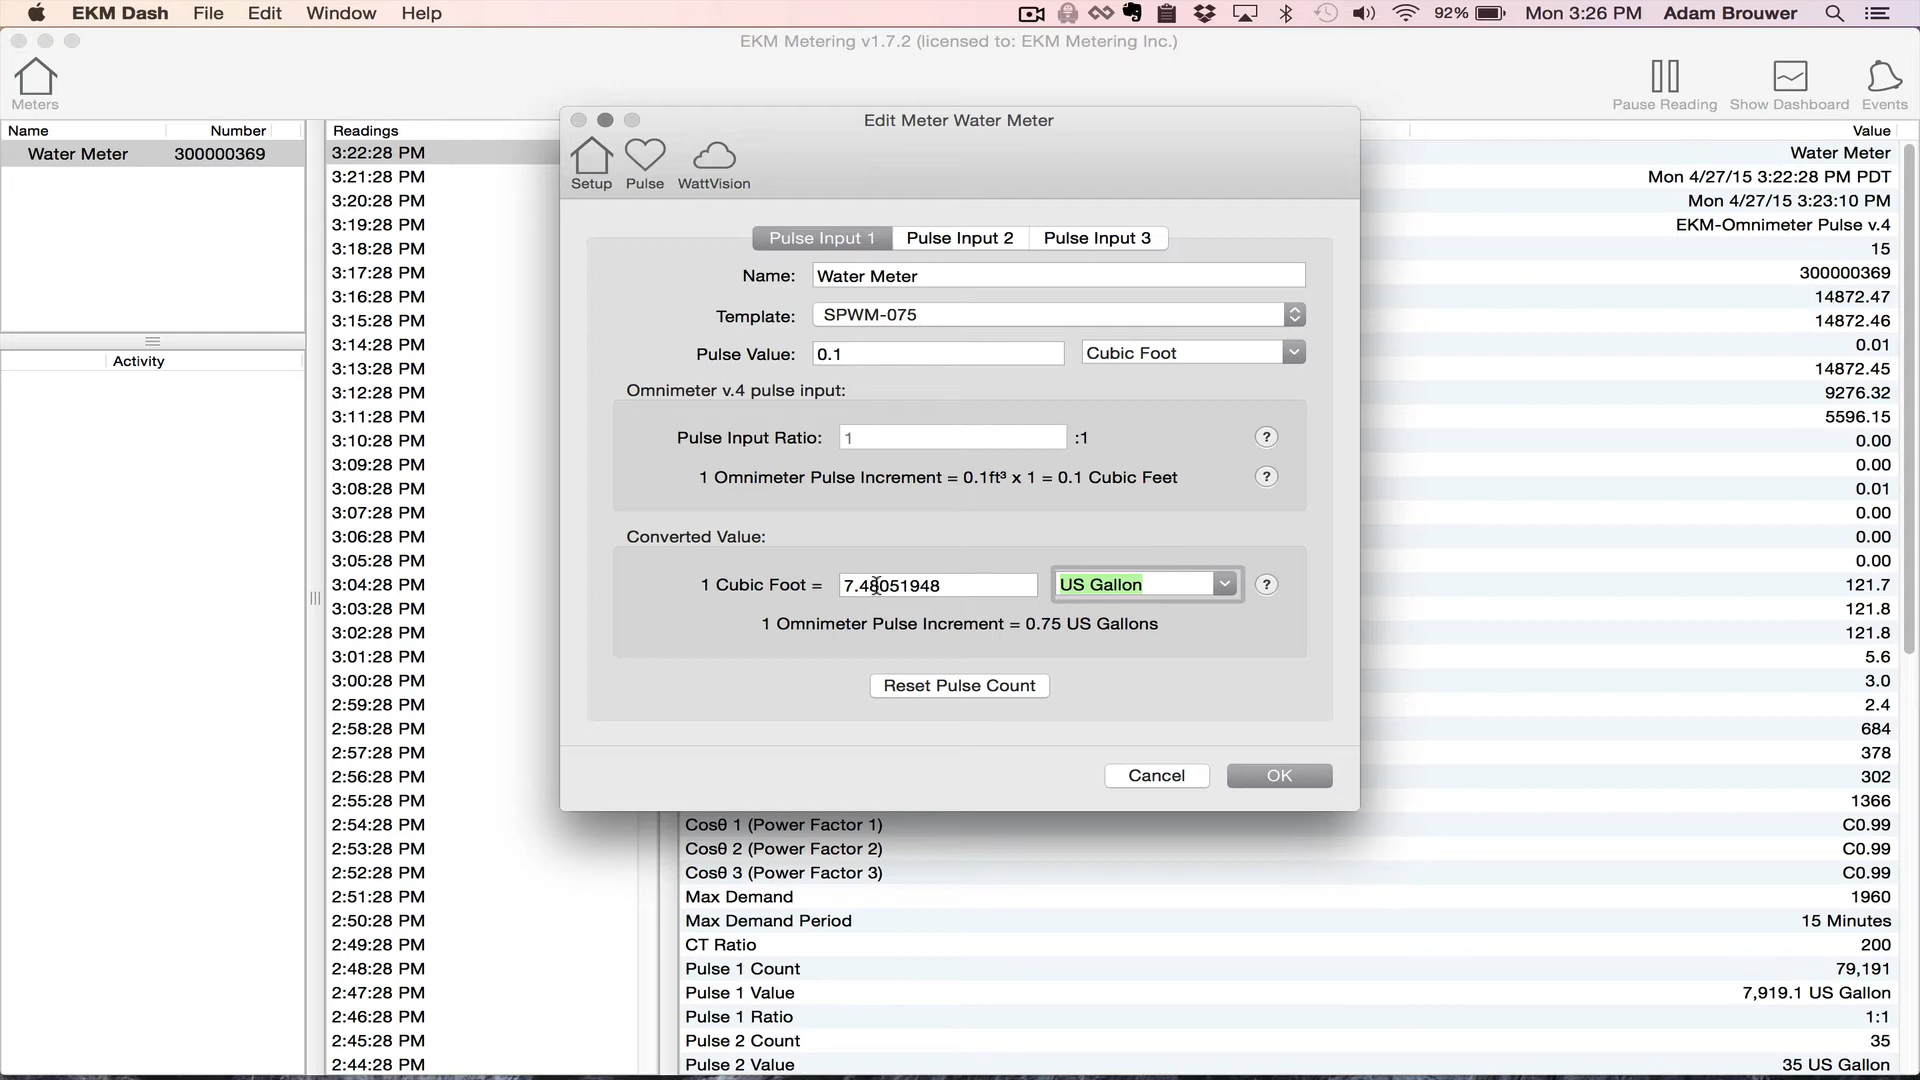 EKM Dash File Edit Window Help 92% Mon 3:26 PM Adam Brouwer
EKM Metering v1.7.2 (licensed to: EKM Metering Inc.)
Meters Pause Reading Show Dashboard Events
Name Number
Water Meter 300000369
Activity
Readings
3:22:28 PM
3:21:28 PM
3:20:28 PM
3:19:28 PM
3:18:28 PM
3:17:28 PM
3:16:28 PM
3:15:28 PM
3:14:28 PM
3:13:28 PM
3:12:28 PM
3:11:28 PM
3:10:28 PM
3:09:28 PM
3:08:28 PM
3:07:28 PM
3:06:28 PM
3:05:28 PM
3:04:28 PM
3:03:28 PM
3:02:28 PM
3:01:28 PM
3:00:28 PM
2:59:28 PM
2:58:28 PM
2:57:28 PM
2:56:28 PM
2:55:28 PM
2:54:28 PM
2:53:28 PM
2:52:28 PM
2:51:28 PM
2:50:28 PM
2:49:28 PM
2:48:28 PM
2:47:28 PM
2:46:28 PM
2:45:28 PM
2:44:28 PM
Edit Meter Water Meter
Setup Pulse WattVision
Pulse Input 1 Pulse Input 2 Pulse Input 3
Name: Water Meter
Template: SPWM-075
Pulse Value: 0.1 Cubic Foot
Omnimeter v.4 pulse input:
Pulse Input Ratio: 1 :1 ?
1 Omnimeter Pulse Increment = 0.1ft³ x 1 = 0.1 Cubic Feet ?
Converted Value:
1 Cubic Foot = 7.48051948 US Gallon ?
1 Omnimeter Pulse Increment = 0.75 US Gallons
Reset Pulse Count
Cancel OK
Value
Water Meter
Mon 4/27/15 3:22:28 PM PDT
Mon 4/27/15 3:23:10 PM
EKM-Omnimeter Pulse v.4
15
300000369
14872.47
14872.46
0.01
14872.45
9276.32
5596.15
0.00
0.00
0.01
0.00
0.00
0.00
121.7
121.8
121.8
5.6
3.0
2.4
684
378
302
1366
Cosθ 1 (Power Factor 1) C0.99
Cosθ 2 (Power Factor 2) C0.99
Cosθ 3 (Power Factor 3) C0.99
Max Demand 1960
Max Demand Period 15 Minutes
CT Ratio 200
Pulse 1 Count 79,191
Pulse 1 Value 7,919.1 US Gallon
Pulse 1 Ratio 1:1
Pulse 2 Count 35
Pulse 2 Value 35 US Gallon